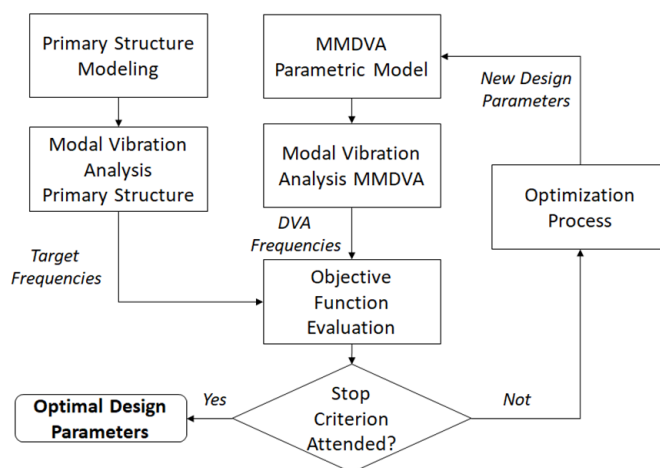 Primary Structure
Modeling
MMDVA
Parametric Model
New Design
Parameters
Modal Vibration
Analysis
Primary Structure
Modal Vibration
Analysis MMDVA
Optimization
Process
Target
Frequencies
DVA
Frequencies
Objective
Function
Evaluation
Optimal Design
Parameters
Yes
Stop
Criterion
Attended?
Not